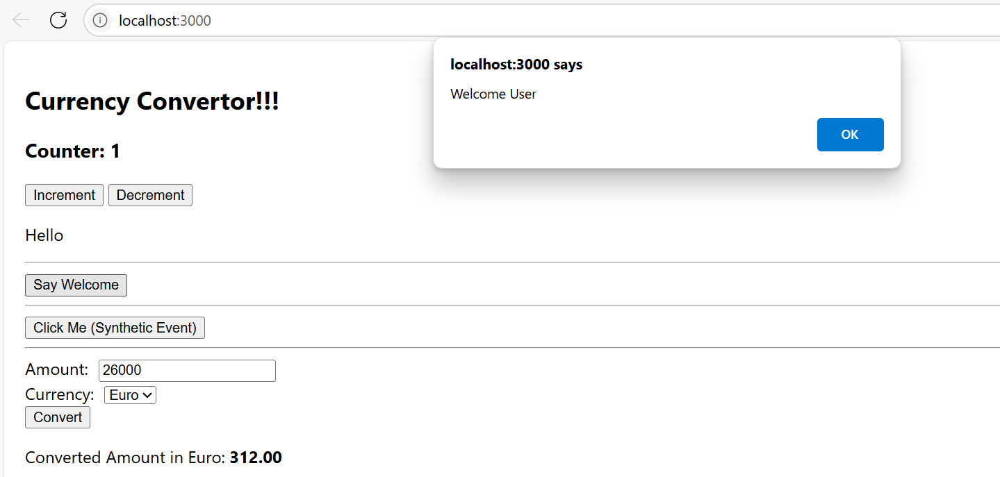 localhost:3000
localhost:3000 says
Welcome User
OK
Currency Convertor!!!
Counter: 1
Increment Decrement
Hello
Say Welcome
Click Me (Synthetic Event)
Amount: 26000
Currency: Euro
Convert
Converted Amount in Euro: 312.00